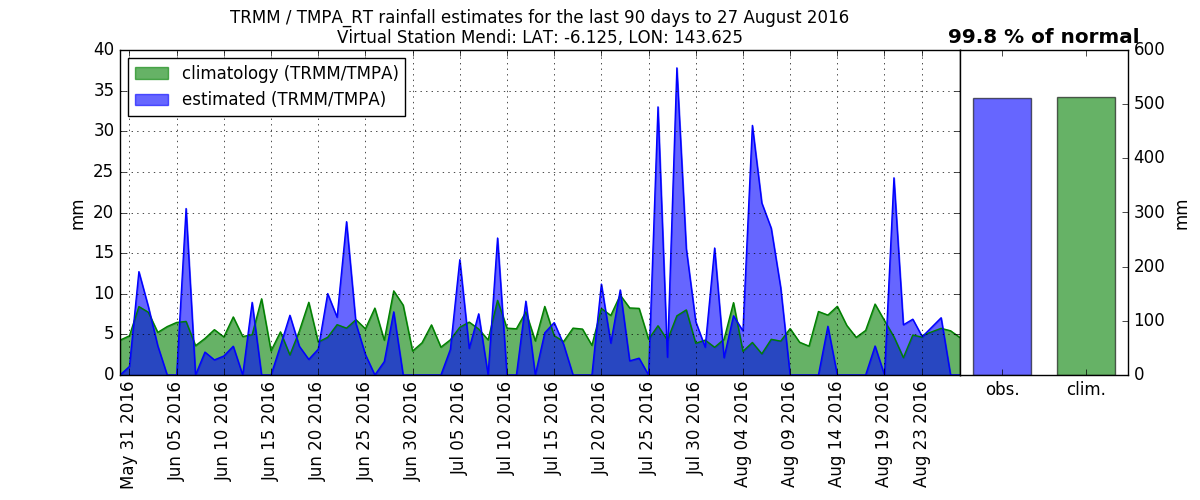 TRMM / TMPA_RT rainfall estimates for the last 90 days to 27 August 2016
Virtual Station Mendi: LAT: -6.125, LON: 143.625
99.8 % of normal
climatology (TRMM/TMPA)
estimated (TRMM/TMPA)
40
35
30
25
20
15
10
5
0
mm
600
500
400
300
200
100
0
mm
May 31 2016
Jun 05 2016
Jun 10 2016
Jun 15 2016
Jun 20 2016
Jun 25 2016
Jun 30 2016
Jul 05 2016
Jul 10 2016
Jul 15 2016
Jul 20 2016
Jul 25 2016
Jul 30 2016
Aug 04 2016
Aug 09 2016
Aug 14 2016
Aug 19 2016
Aug 23 2016
obs.
clim.